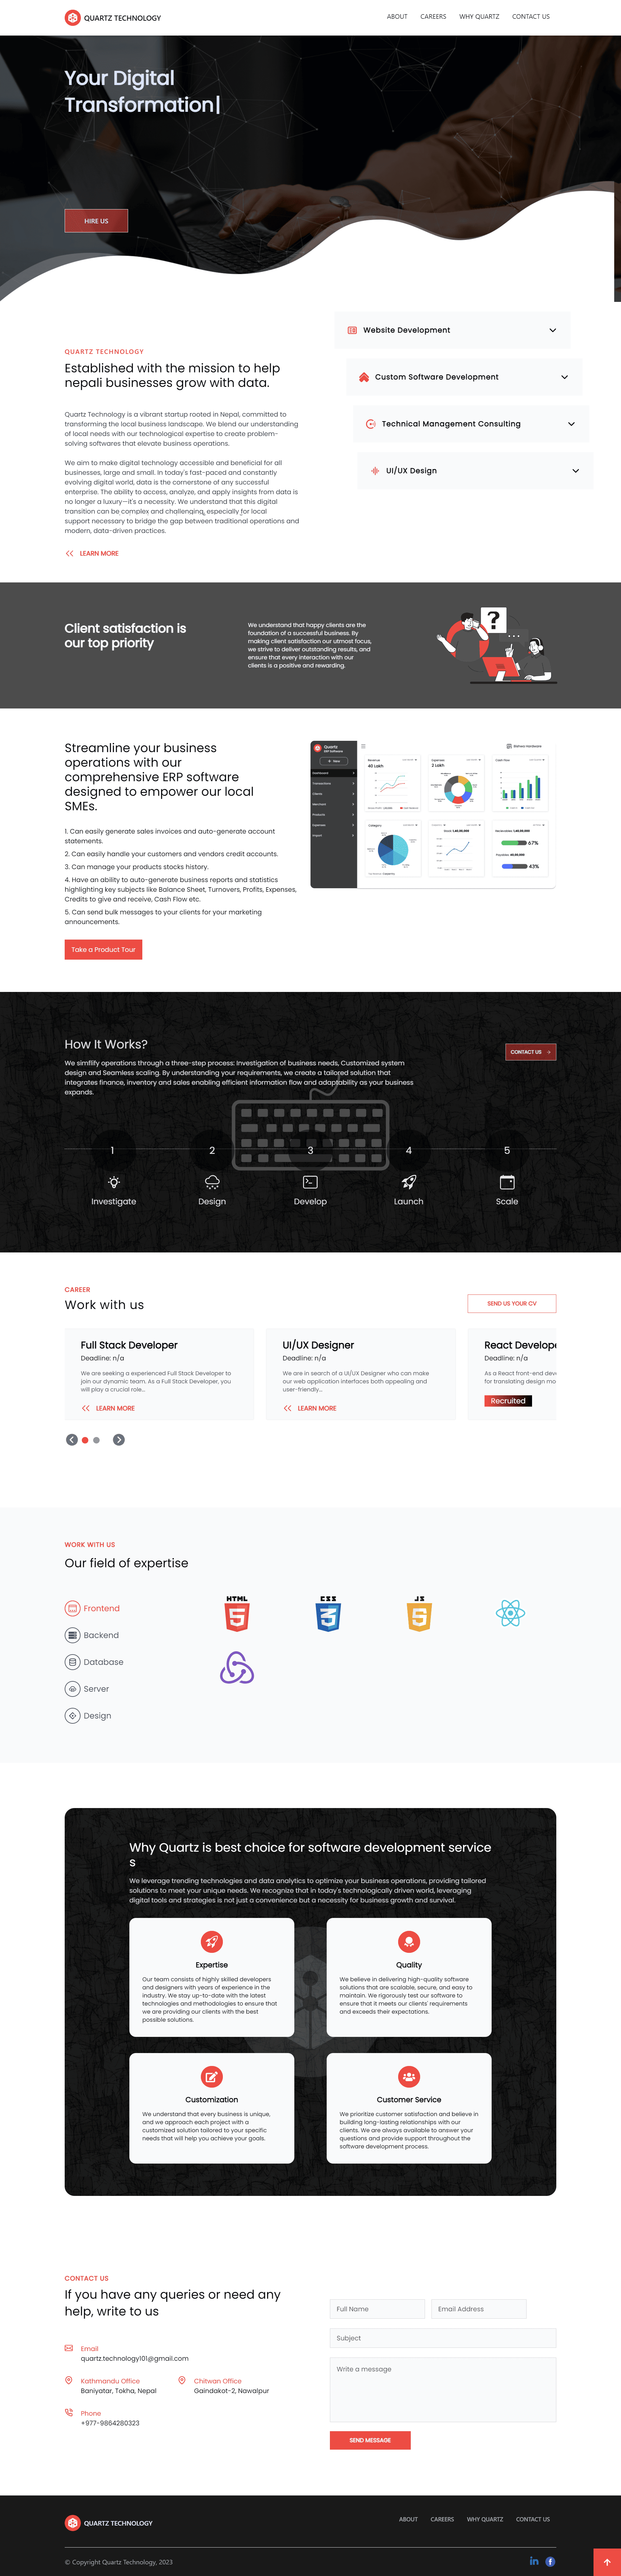 QUARTZ TECHNOLOGY
ABOUT CAREERS WHY QUARTZ CONTACT US
Your Digital
Transformation|
HIRE US
Website Development
Custom Software Development
Technical Management Consulting
UI/UX Design
QUARTZ TECHNOLOGY
Established with the mission to help
nepali businesses grow with data.
Quartz Technology is a vibrant startup rooted in Nepal, committed to
transforming the local business landscape. We blend our understanding
of local needs with our technological expertise to create problem-
solving softwares that elevate business operations.
We aim to make digital technology accessible and beneficial for all
businesses, large and small. In today's fast-paced and constantly
evolving digital world, data is the cornerstone of any successful
enterprise. The ability to access, analyze, and apply insights from data is
no longer a luxury—it's a necessity. We understand that this digital
transition can be complex and challenging, especially for local
support necessary to bridge the gap between traditional operations and
modern, data-driven practices.
LEARN MORE
Client satisfaction is
our top priority
We understand that happy clients are the
foundation of a successful business. By
making client satisfaction our utmost focus,
we strive to deliver outstanding results, and
ensure that every interaction with our
clients is a positive and rewarding.
?
Streamline your business
operations with our
comprehensive ERP software
designed to empower our local
SMEs.
1. Can easily generate sales invoices and auto-generate account
statements.
2. Can easily handle your customers and vendors credit accounts.
3. Can manage your products stocks history.
4. Have an ability to auto-generate business reports and statistics
highlighting key subjects like Balance Sheet, Turnovers, Profits, Expenses,
Credits to give and receive, Cash Flow etc.
5. Can send bulk messages to your clients for your marketing
announcements.
Take a Product Tour
Quartz
ERP Software
+ New
Dashboard
Transactions
Clients
Merchant
Products
Employees
Expenses
Import
Bishwa Hardware
Revenue
40 Lakh
Expenses
2 Lakh
Cash Flow
Category
Stock
67%
43%
How It Works?
CONTACT US
We simflify operations through a three-step process: Investigation of business needs, Customized system
design and Seamless scaling. By understanding your requirements, we create a tailored solution that
integrates finance, inventory and sales enabling efficient information flow and adaptability as your business
expands.
1 2 3 4 5
Investigate Design Develop Launch Scale
CAREER
Work with us
SEND US YOUR CV
Full Stack Developer
Deadline: n/a
We are seeking a experienced Full Stack Developer to
join our dynamic team. As a Full Stack Developer, you
will play a crucial role...
LEARN MORE
UI/UX Designer
Deadline: n/a
We are in search of a UI/UX Designer who can make
our web application interfaces both appealing and
user-friendly...
LEARN MORE
React Develope
Deadline: n/a
As a React front-end deve
for translating design mo
Recruited
WORK WITH US
Our field of expertise
Frontend
Backend
Database
Server
Design
HTML CSS JS
Why Quartz is best choice for software development service
s
We leverage trending technologies and data analytics to optimize your business operations, providing tailored
solutions to meet your unique needs. We recognize that in today's technologically driven world, leveraging
digital tools and strategies is not just a convenience but a necessity for business growth and survival.
Expertise
Our team consists of highly skilled developers
and designers with years of experience in the
industry. We stay up-to-date with the latest
technologies and methodologies to ensure that
we are providing our clients with the best
possible solutions.
Quality
We believe in delivering high-quality software
solutions that are scalable, secure, and easy to
maintain. We rigorously test our software to
ensure that it meets our clients' requirements
and exceeds their expectations.
Customization
We understand that every business is unique,
and we approach each project with a
customized solution tailored to your specific
needs that will help you achieve your goals.
Customer Service
We prioritize customer satisfaction and believe in
building long-lasting relationships with our
clients. We are always available to answer your
questions and provide support throughout the
software development process.
CONTACT US
If you have any queries or need any
help, write to us
Email
quartz.technology101@gmail.com
Kathmandu Office
Baniyatar, Tokha, Nepal
Chitwan Office
Gaindakot-2, Nawalpur
Phone
+977-9864280323
Full Name
Email Address
Subject
Write a message
SEND MESSAGE
QUARTZ TECHNOLOGY
ABOUT CAREERS WHY QUARTZ CONTACT US
© Copyright Quartz Technology, 2023